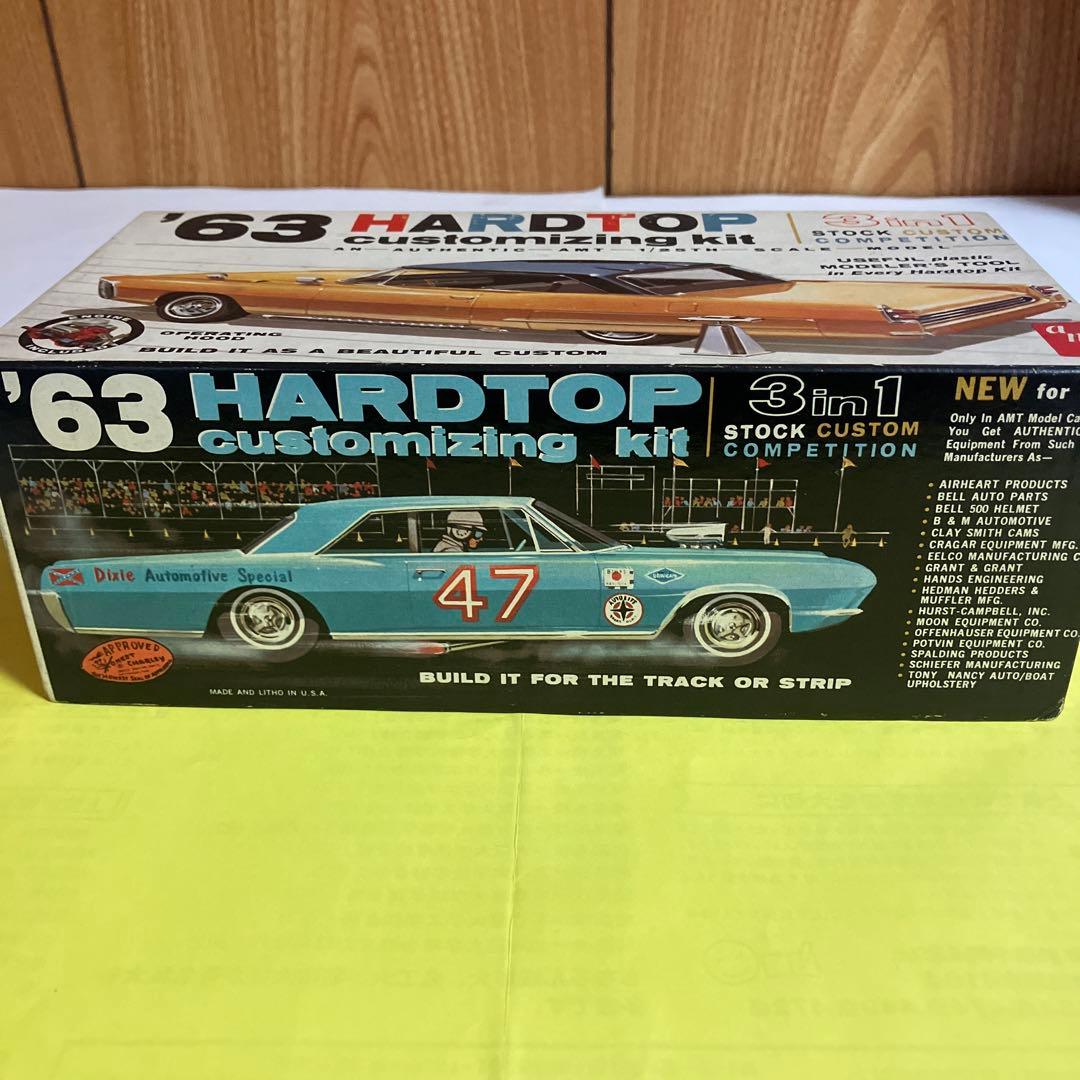 '63 HARDTOP
customizing kit
AN AUTHENTIC AMT 1/25TH SCALE MODEL
3 in 1
STOCK CUSTOM
COMPETITION
USEFUL plastic
MODELER'S TOOL
in Every Hardtop Kit
ENGINE
INCLUDED
OPERATING
HOOD
BUILD IT AS A BEAUTIFUL CUSTOM
'63 HARDTOP
customizing kit
3 in 1
STOCK CUSTOM
COMPETITION
NEW for
Only In AMT Model
You Get AUTHENTIC
Equipment From Such
Manufacturers As—
• AIRHEART PRODUCTS
• BELL AUTO PARTS
• BELL 500 HELMET
• B & M AUTOMOTIVE
• CLAY SMITH CAMS
• CRAGAR EQUIPMENT MFG.
• EELCO MANUFACTURING
• GRANT & GRANT
• HANDS ENGINEERING
• HEDMAN HEDDERS &
MUFFLER MFG.
• HURST-CAMPBELL, INC.
• MOON EQUIPMENT CO.
• OFFENHAUSER EQUIPMENT CO.
• POTVIN EQUIPMENT CO.
• SPALDING PRODUCTS
• SCHIEFER MANUFACTURING
• TONY NANCY AUTO/BOAT
UPHOLSTERY
Dixie Automotive Special
47
AUTOLITE
APPROVED
HONEST
CHARLEY
BUILD IT FOR THE TRACK OR STRIP
MADE AND LITHO IN U.S.A.